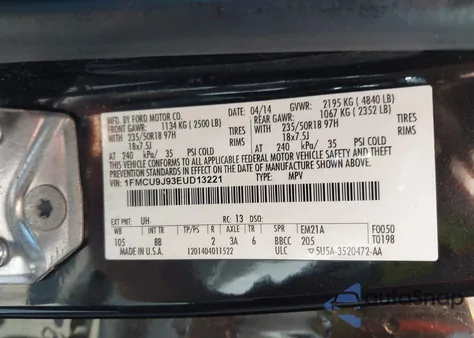 MFD. BY FORD MOTOR CO.
DATE: 04/14 GVWR: 2195 KG (4840 LB)
FRONT GAWR: 1134 KG (2500 LB) REAR GAWR: 1067 KG (2352 LB)
WITH 235/50R18 97H TIRES WITH 235/50R18 97H TIRES
18x7.5J RIMS 18x7.5J RIMS
AT 240 kPa/ 35 PSI COLD AT 240 kPa/ 35 PSI COLD
THIS VEHICLE CONFORMS TO ALL APPLICABLE FEDERAL MOTOR VEHICLE SAFETY, BUMPER, AND
THEFT PREVENTION STANDARDS IN EFFECT ON THE DATE OF MANUFACTURE SHOWN ABOVE.
VIN: 1FMCU9J93EUD13221
TYPE: MPV
EXT PNT: UH RC: 13 DSO:
WB BRK INT TR TP/PS R AXLE TR SPR EM21A F0050
105 BB 2 3A 6 BBCC 205 T0198
MADE IN U.S.A. 1201404011522 ULC 5U5A-3520472-AA
AutoSnap